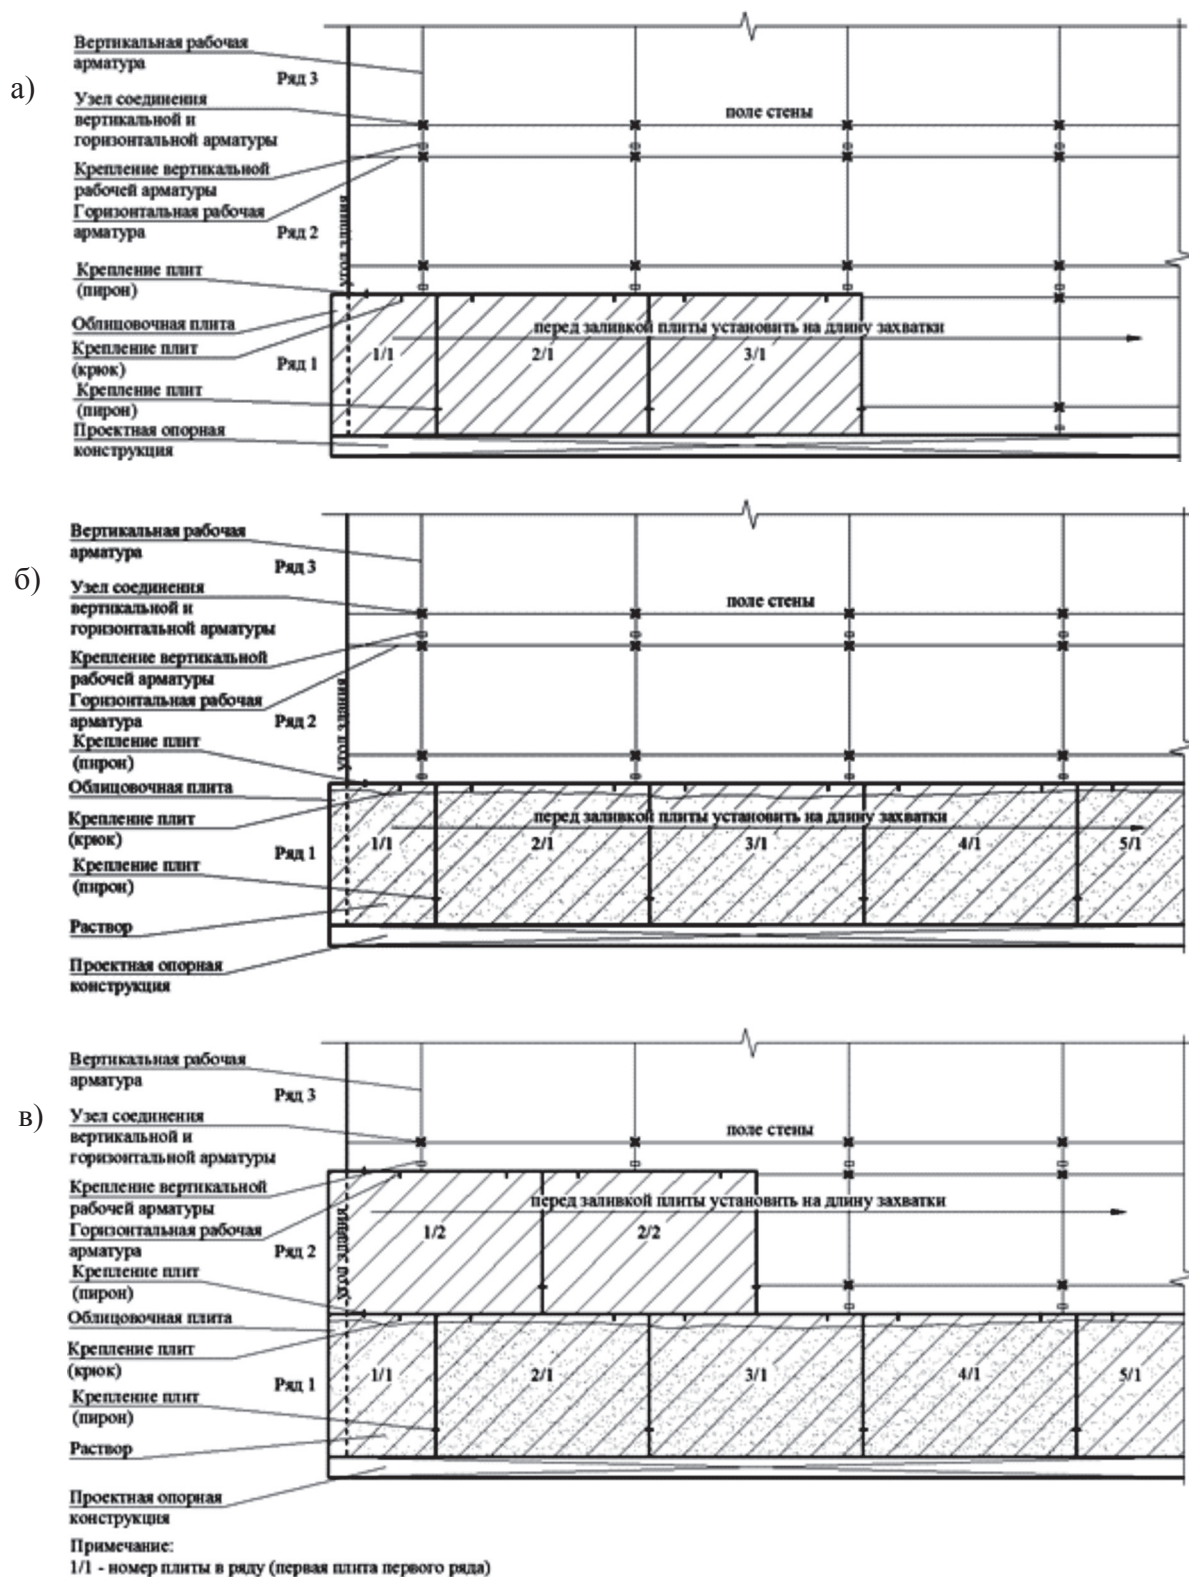 а)
Вертикальная рабочая
арматура
Ряд 3
Узел соединения
вертикальной и
горизонтальной арматуры
поле стены
Крепление вертикальной
рабочей арматуры
Горизонтальная рабочая
арматура
Ряд 2
угол здания
Крепление плит
(пирон)
Облицовочная плита
перед заливкой плиты установить на длину захватки
Крепление плит
(крюк)
Ряд 1
1/1
2/1
3/1
Крепление плит
(пирон)
Проектная опорная
конструкция
б)
Вертикальная рабочая
арматура
Ряд 3
Узел соединения
вертикальной и
горизонтальной арматуры
поле стены
Крепление вертикальной
рабочей арматуры
Горизонтальная рабочая
арматура
Ряд 2
угол здания
Крепление плит
(пирон)
Облицовочная плита
перед заливкой плиты установить на длину захватки
Крепление плит
(крюк)
Ряд 1
1/1
2/1
3/1
4/1
5/1
Крепление плит
(пирон)
Раствор
Проектная опорная
конструкция
в)
Вертикальная рабочая
арматура
Ряд 3
Узел соединения
вертикальной и
горизонтальной арматуры
поле стены
Крепление вертикальной
рабочей арматуры
перед заливкой плиты установить на длину захватки
Горизонтальная рабочая
арматура
Ряд 2
угол здания
1/2
2/2
Крепление плит
(пирон)
Облицовочная плита
Крепление плит
(крюк)
Ряд 1
1/1
2/1
3/1
4/1
5/1
Крепление плит
(пирон)
Раствор
Проектная опорная
конструкция
Примечание:
1/1 - номер плиты в ряду (первая плита первого ряда)